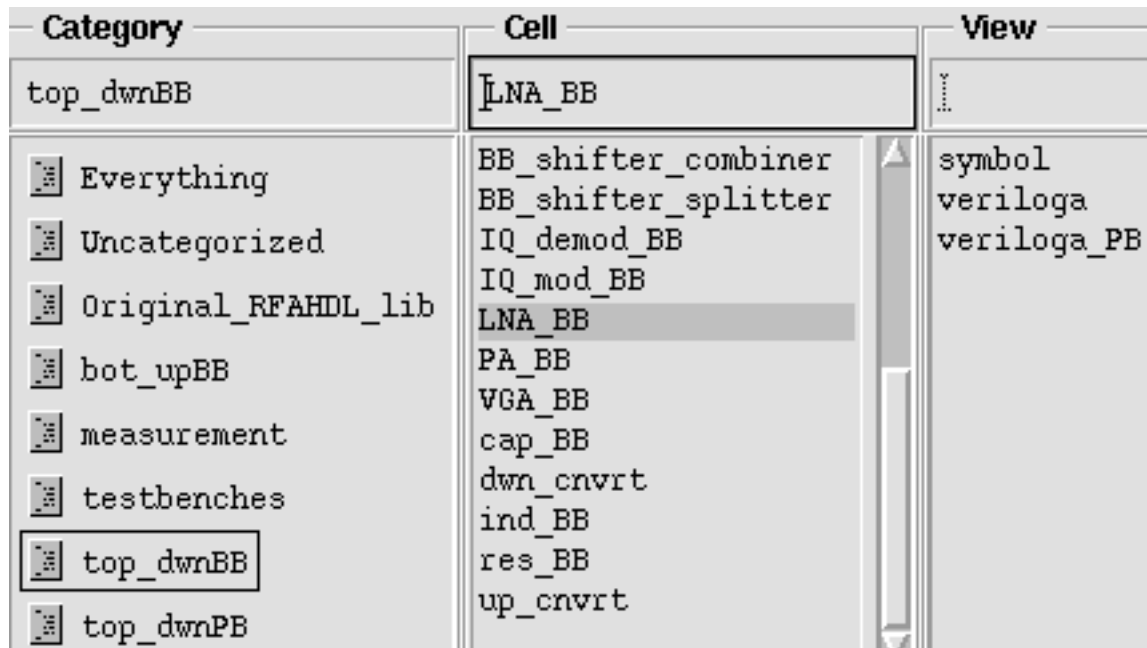 Category
top_dwnBB
Everything
Uncategorized
Original_RFAHDL_lib
bot_upBB
measurement
testbenches
top_dwnBB
top_dwnPB
Cell
LNA_BB
BB_shifter_combiner
BB_shifter_splitter
IQ_demod_BB
IQ_mod_BB
LNA_BB
PA_BB
VGA_BB
cap_BB
dwn_cnvrt
ind_BB
res_BB
up_cnvrt
View
symbol
veriloga
veriloga_PB